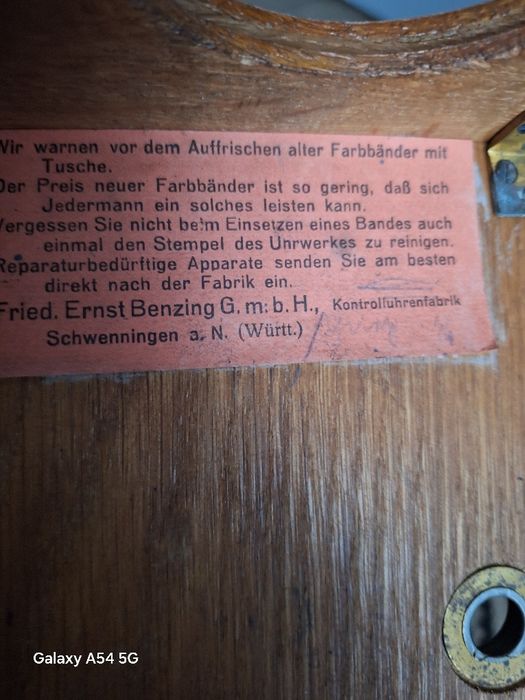 Wir warnen vor dem Auffrischen alter Farbbänder mit
Tusche.
Der Preis neuer Farbbänder ist so gering, daß sich
Jedermann ein solches leisten kann.
Vergessen Sie nicht beim Einsetzen eines Bandes auch
einmal den Stempel des Uhrwerkes zu reinigen.
Reparaturbedürftige Apparate senden Sie am besten
direkt nach der Fabrik ein.
Fried. Ernst Benzing G. m. b. H., Kontrolluhrenfabrik
Schwenningen a. N. (Württ.)
Galaxy A54 5G